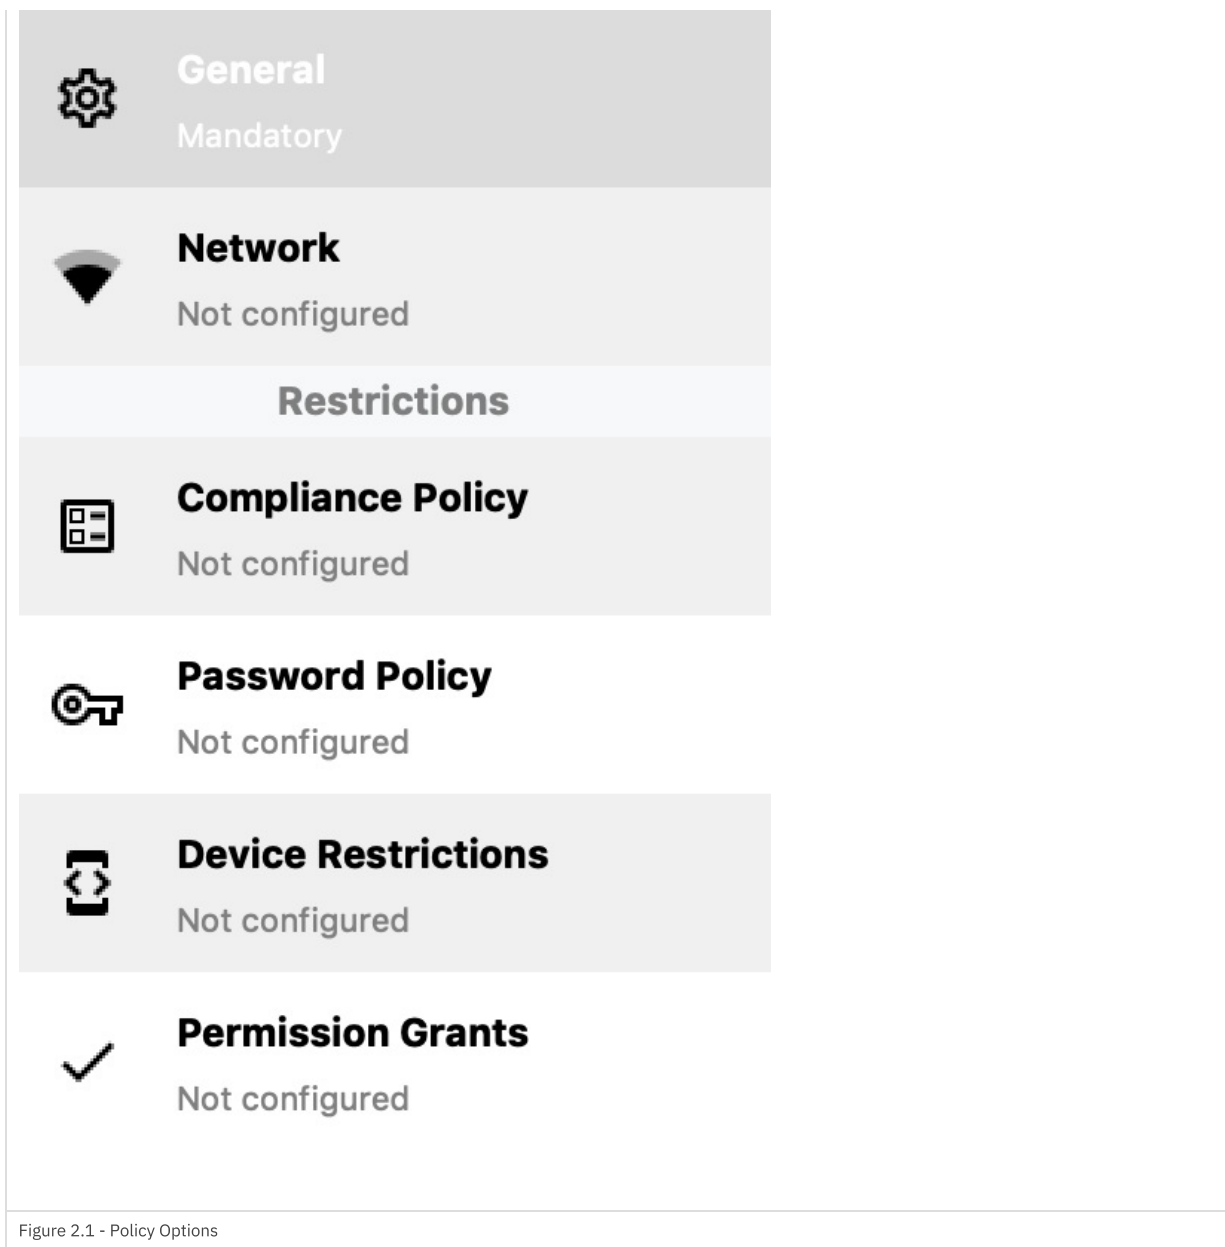 General
Mandatory
Network
Not configured
Restrictions
Compliance Policy
Not configured
Password Policy
Not configured
Device Restrictions
Not configured
Permission Grants
Not configured
Figure 2.1 - Policy Options